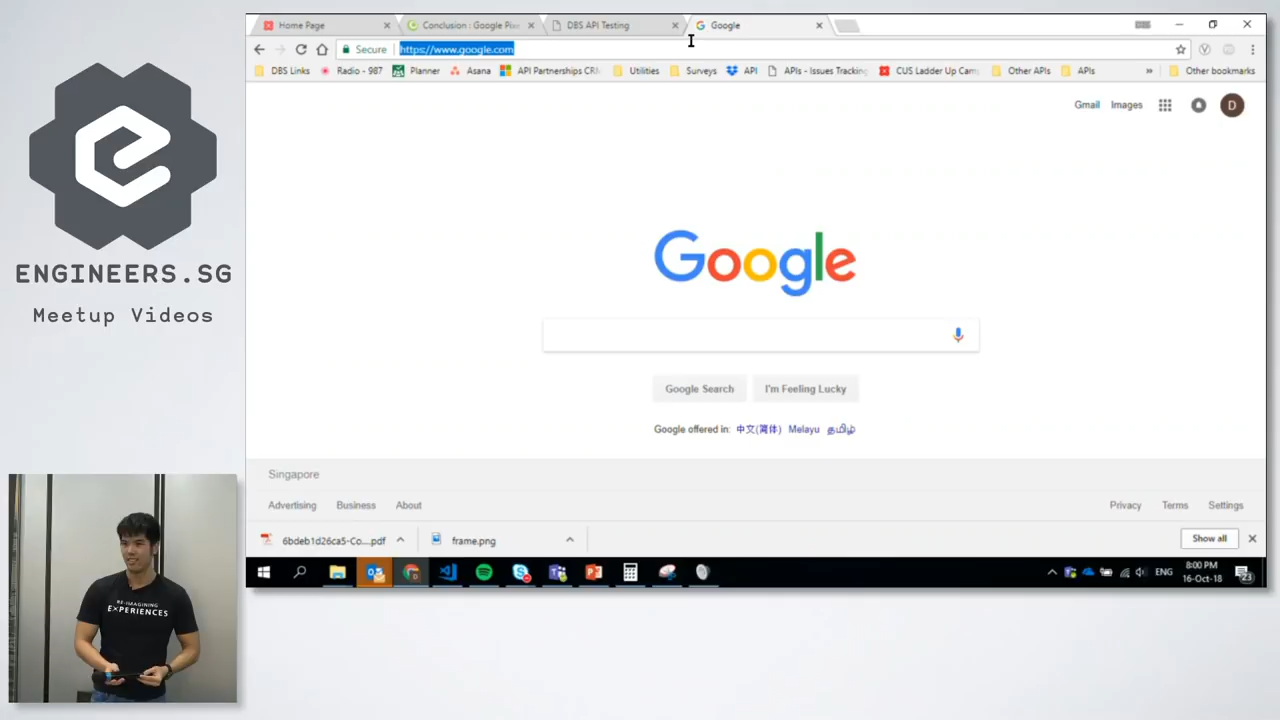 ENGINEERS.SG
Meetup Videos
RE-IMAGINING
EXPERIENCES
Home Page
Conclusion : Google Pixe
DBS API Testing
Google
Secure
https://www.google.com
DBS Links
Radio - 987
Planner
Asana
API Partnerships CRM
Utilities
Surveys
API
APIs - Issues Tracking
CUS Ladder Up Cam
Other APIs
APIs
»
Other bookmarks
Gmail
Images
D
Google
Google Search
I'm Feeling Lucky
Google offered in: 中文(简体) Melayu தமிழ்
Singapore
Advertising
Business
About
Privacy
Terms
Settings
6bdeb1d26ca5-Co....pdf
frame.png
Show all
ENG
8:00 PM
16-Oct-18
23